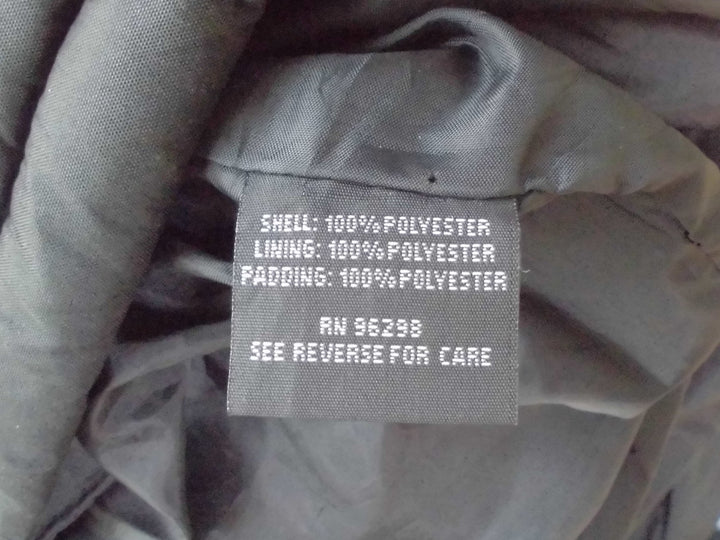 SHELL: 100% POLYESTER
LINING: 100% POLYESTER
PADDING: 100% POLYESTER
RN 96298
SEE REVERSE FOR CARE